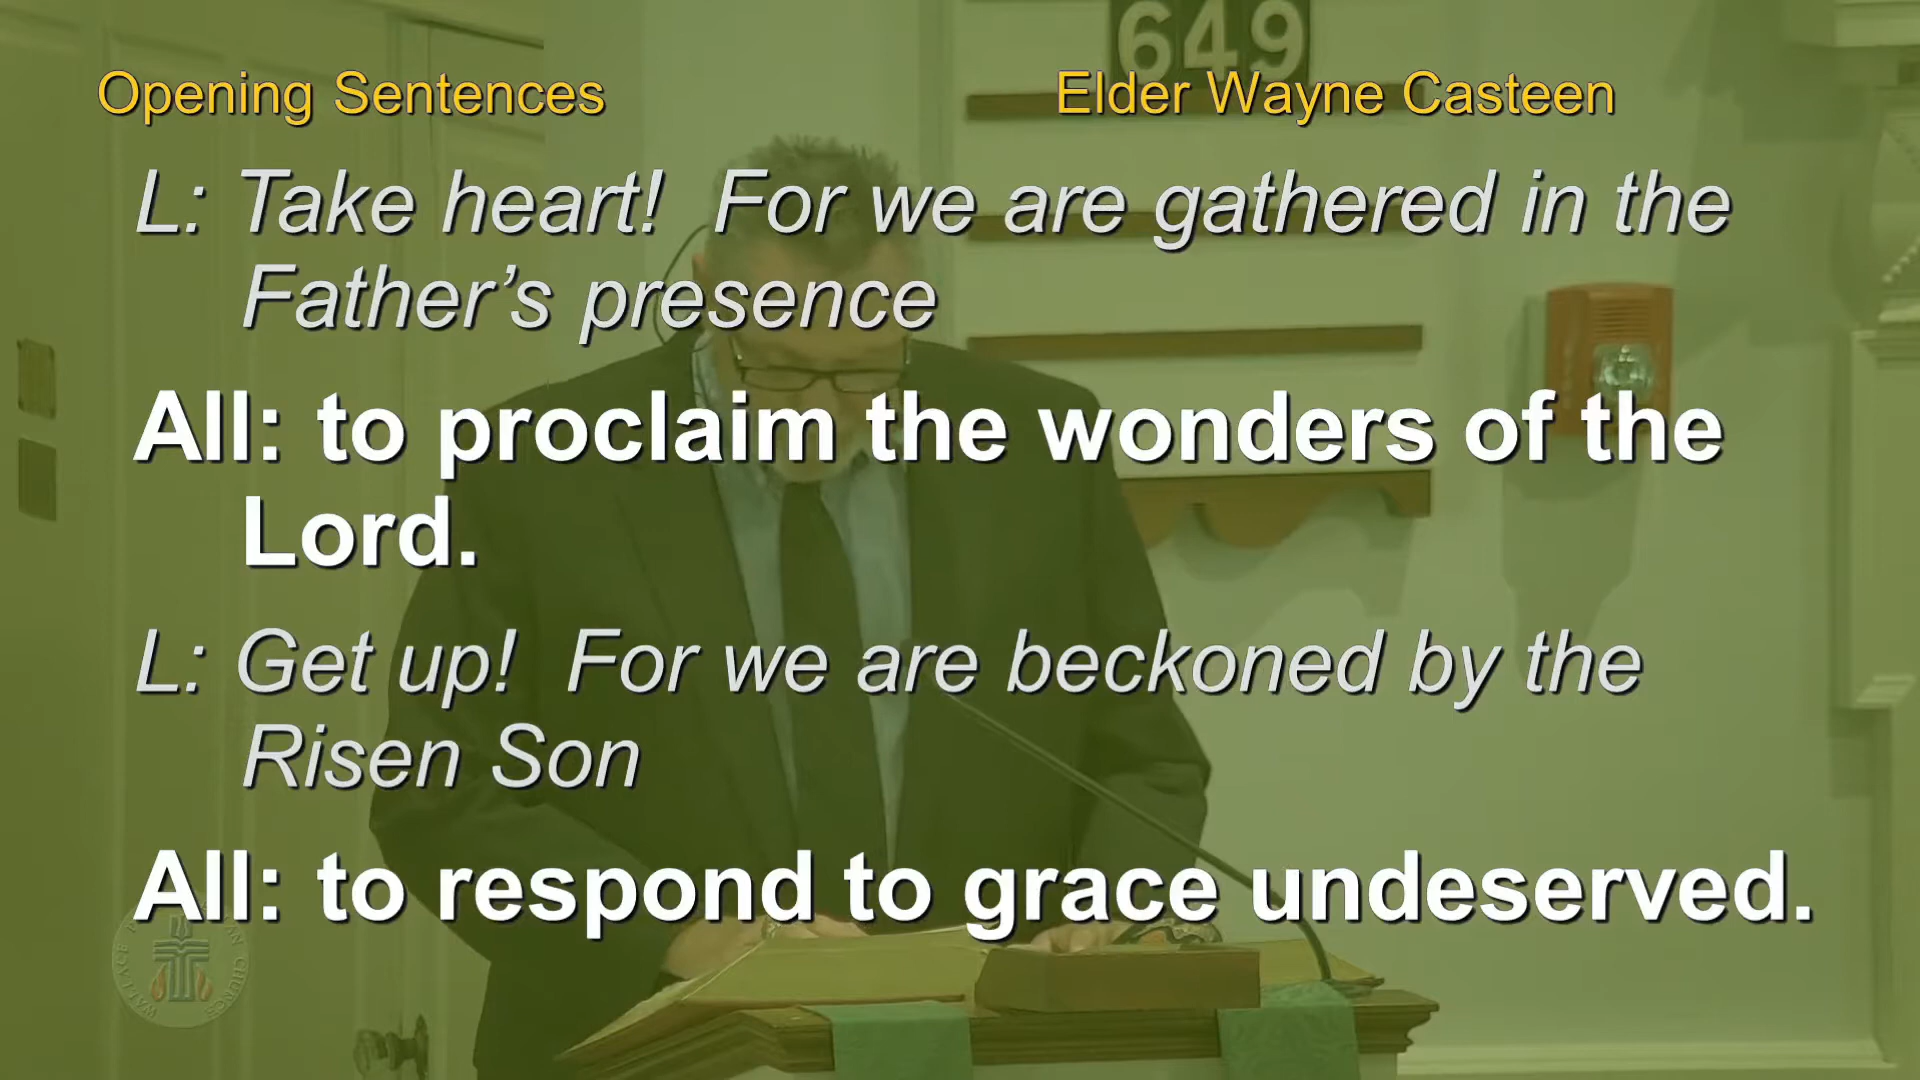 649
Opening Sentences
Elder Wayne Casteen
L: Take heart!  For we are gathered in the
Father’s presence
All: to proclaim the wonders of the
Lord.
L: Get up!  For we are beckoned by the
Risen Son
All: to respond to grace undeserved.
WALLACE
CHURCH